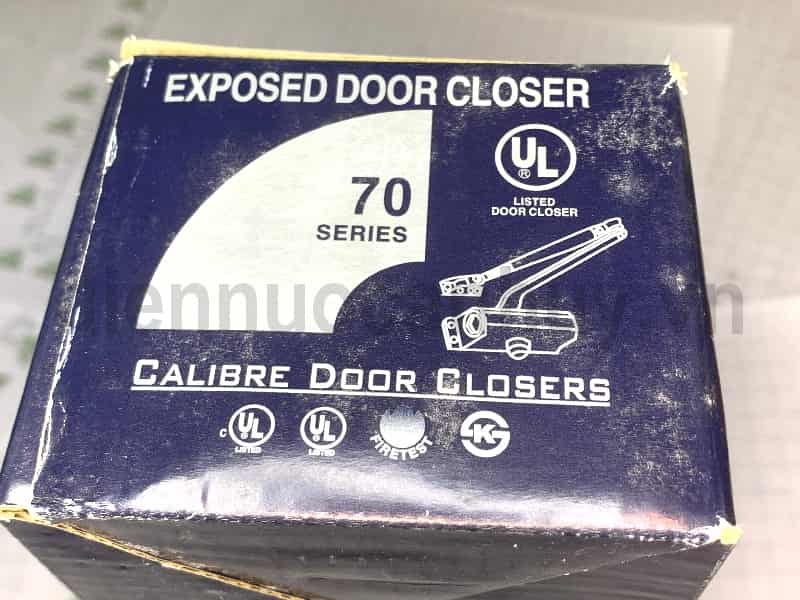 EXPOSED DOOR CLOSER
70
SERIES
UL
®
LISTED
DOOR CLOSER
CALIBRE DOOR CLOSERS
C UL LISTED
UL LISTED
FIRETEST